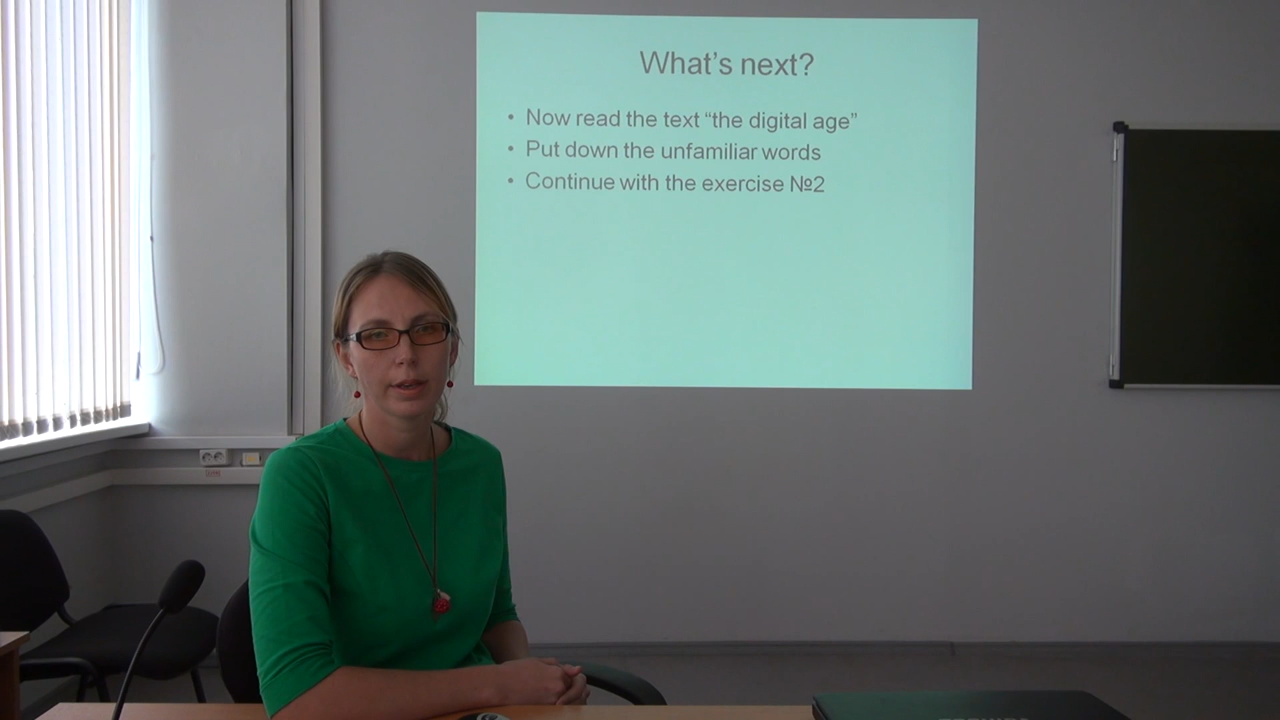 What's next?
• Now read the text “the digital age”
• Put down the unfamiliar words
• Continue with the exercise №2